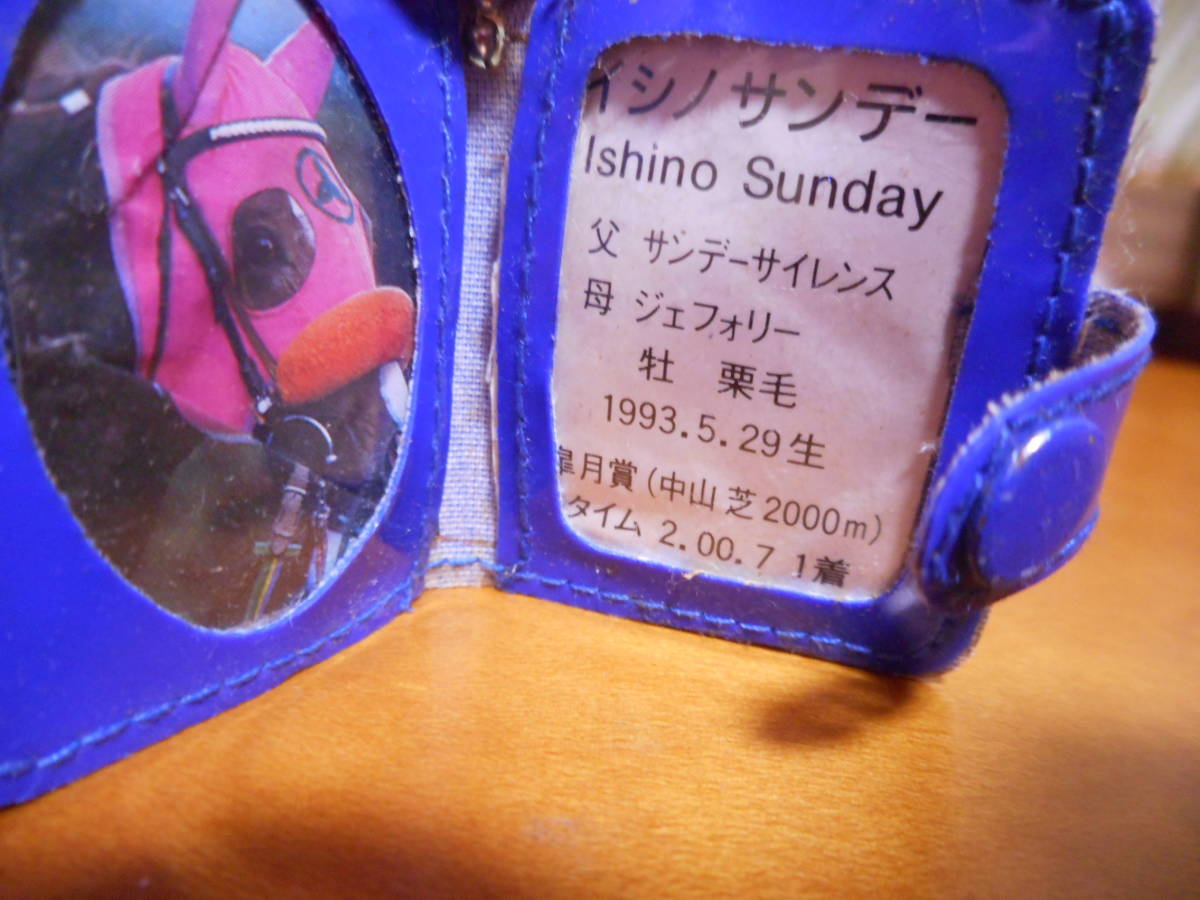 イシノサンデー
Ishino Sunday
父 サンデーサイレンス
母 ジェフォリー
牡 栗毛
1993.5.29生
皐月賞(中山 芝2000m)
タイム 2.00.7 1着